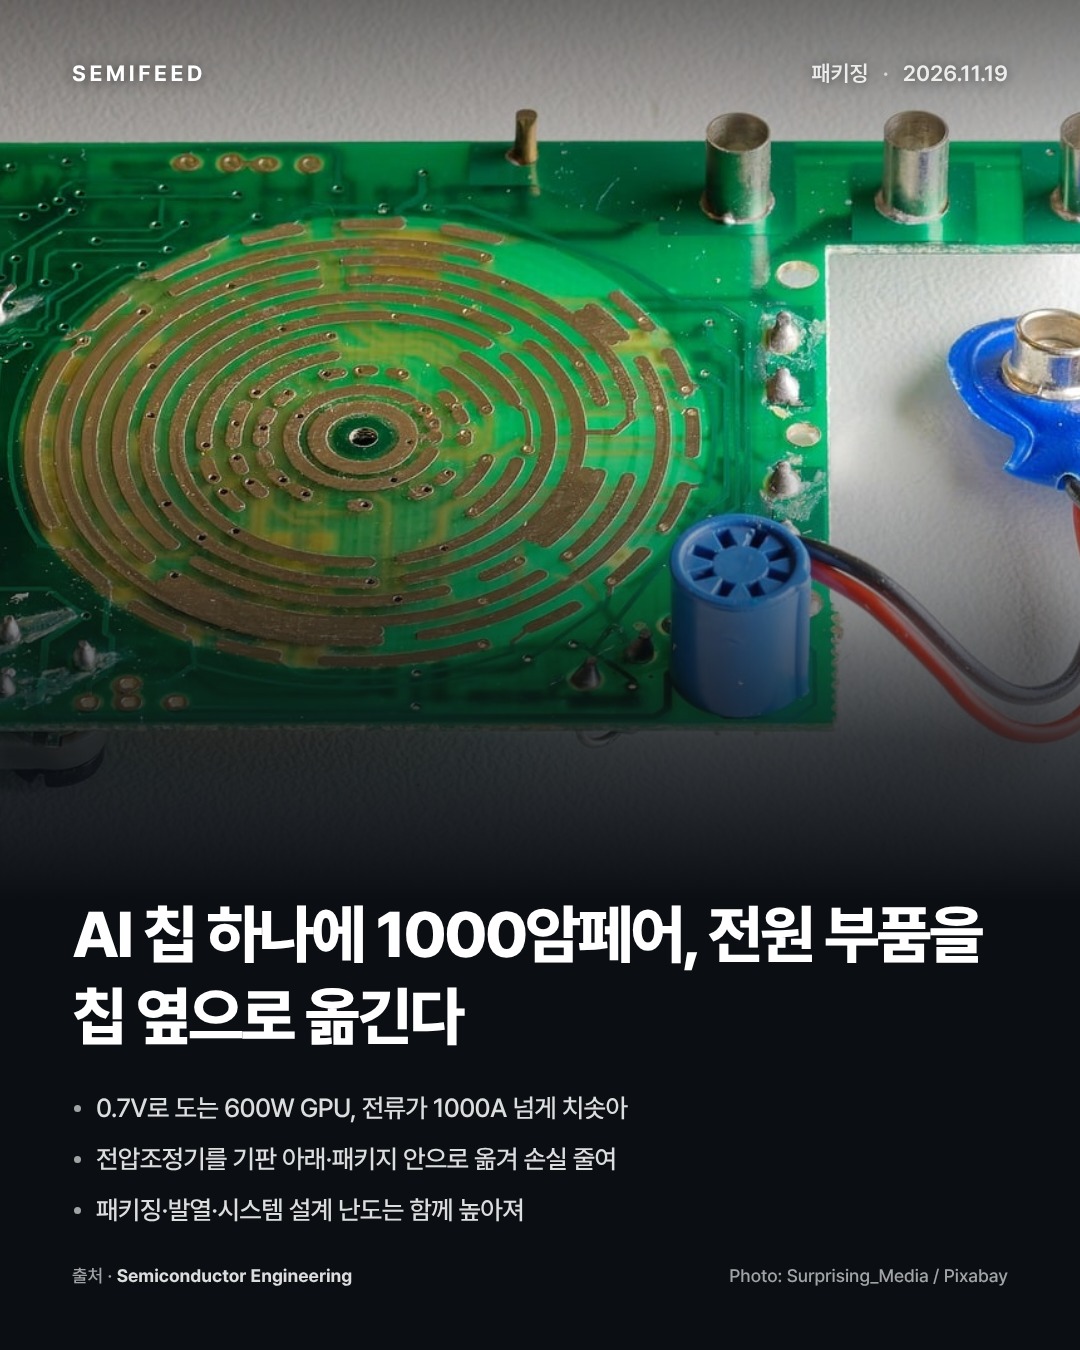 SEMIFEED
패키징 · 2026.11.19
AI 칩 하나에 1000암페어, 전원 부품을
칩 옆으로 옮긴다
• 0.7V로 도는 600W GPU, 전류가 1000A 넘게 치솟아
• 전압조정기를 기판 아래·패키지 안으로 옮겨 손실 줄여
• 패키징·발열·시스템 설계 난도는 함께 높아져
출처 · Semiconductor Engineering
Photo: Surprising_Media / Pixabay